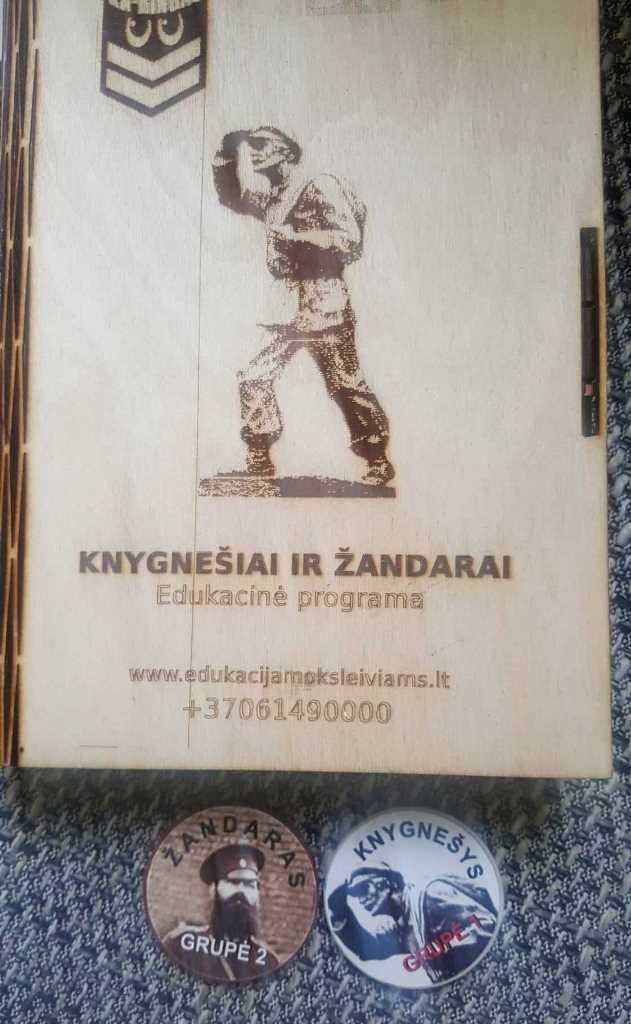 KNYGNEŠIAI IR ŽANDARAI
Edukacinė programa
www.edukacijamoksleiviams.lt
+37061490000
ŽANDARAS
GRUPĖ 2
KNYGNEŠYS
GRUPĖ 1